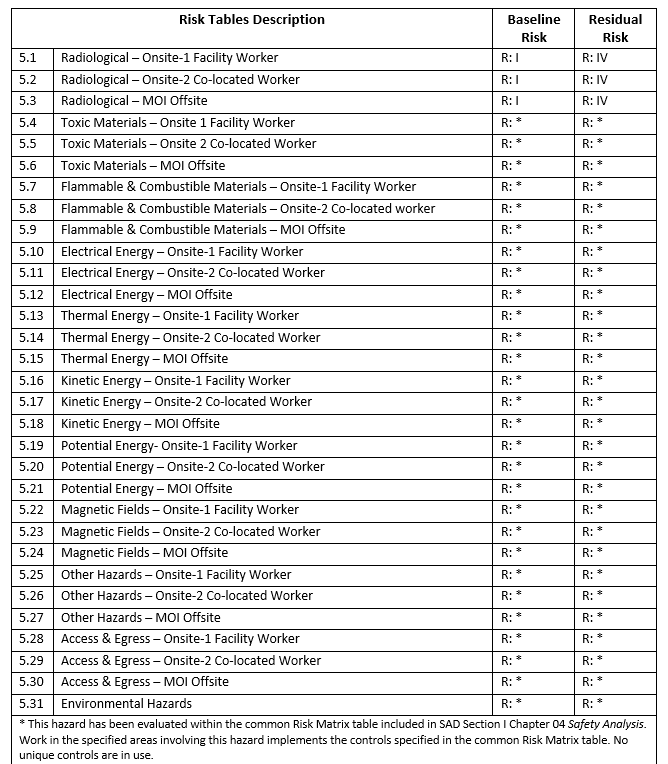 Risk Tables Description Baseline Risk Residual Risk
5.1 Radiological – Onsite-1 Facility Worker R: I R: IV
5.2 Radiological – Onsite-2 Co-located Worker R: I R: IV
5.3 Radiological – MOI Offsite R: I R: IV
5.4 Toxic Materials – Onsite 1 Facility Worker R: * R: *
5.5 Toxic Materials – Onsite 2 Co-located Worker R: * R: *
5.6 Toxic Materials – MOI Offsite R: * R: *
5.7 Flammable & Combustible Materials – Onsite-1 Facility Worker R: * R: *
5.8 Flammable & Combustible Materials – Onsite-2 Co-located worker R: * R: *
5.9 Flammable & Combustible Materials – MOI Offsite R: * R: *
5.10 Electrical Energy – Onsite-1 Facility Worker R: * R: *
5.11 Electrical Energy – Onsite-2 Co-located Worker R: * R: *
5.12 Electrical Energy – MOI Offsite R: * R: *
5.13 Thermal Energy – Onsite-1 Facility Worker R: * R: *
5.14 Thermal Energy – Onsite-2 Co-located Worker R: * R: *
5.15 Thermal Energy – MOI Offsite R: * R: *
5.16 Kinetic Energy – Onsite-1 Facility Worker R: * R: *
5.17 Kinetic Energy – Onsite-2 Co-located Worker R: * R: *
5.18 Kinetic Energy – MOI Offsite R: * R: *
5.19 Potential Energy- Onsite-1 Facility Worker R: * R: *
5.20 Potential Energy – Onsite-2 Co-located Worker R: * R: *
5.21 Potential Energy – MOI Offsite R: * R: *
5.22 Magnetic Fields – Onsite-1 Facility Worker R: * R: *
5.23 Magnetic Fields – Onsite-2 Co-located Worker R: * R: *
5.24 Magnetic Fields – MOI Offsite R: * R: *
5.25 Other Hazards – Onsite-1 Facility Worker R: * R: *
5.26 Other Hazards – Onsite-2 Co-located Worker R: * R: *
5.27 Other Hazards – MOI Offsite R: * R: *
5.28 Access & Egress – Onsite-1 Facility Worker R: * R: *
5.29 Access & Egress – Onsite-2 Co-located Worker R: * R: *
5.30 Access & Egress – MOI Offsite R: * R: *
5.31 Environmental Hazards R: * R: *
* This hazard has been evaluated within the common Risk Matrix table included in SAD Section I Chapter 04 Safety Analysis.
Work in the specified areas involving this hazard implements the controls specified in the common Risk Matrix table. No
unique controls are in use.